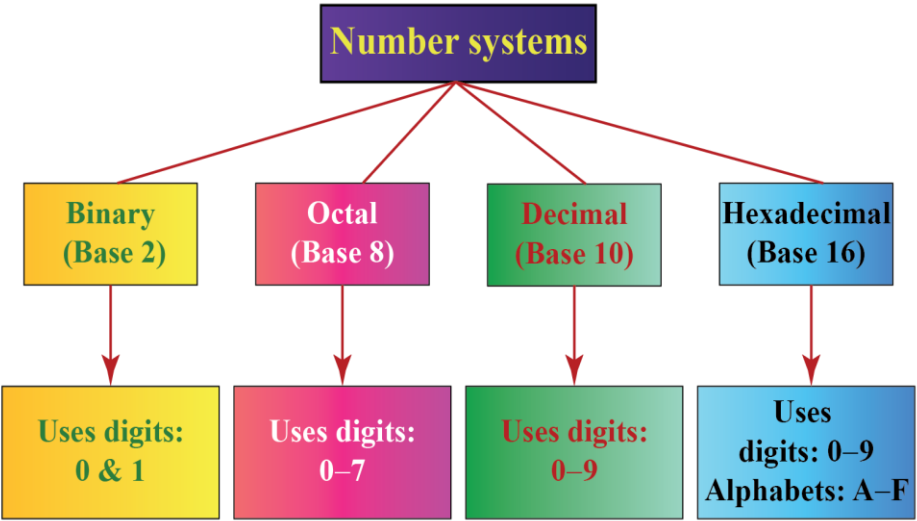 Number systems
Binary
(Base 2)
Octal
(Base 8)
Decimal
(Base 10)
Hexadecimal
(Base 16)
Uses digits:
0 & 1
Uses digits:
0–7
Uses digits:
0–9
Uses
digits: 0–9
Alphabets: A–F